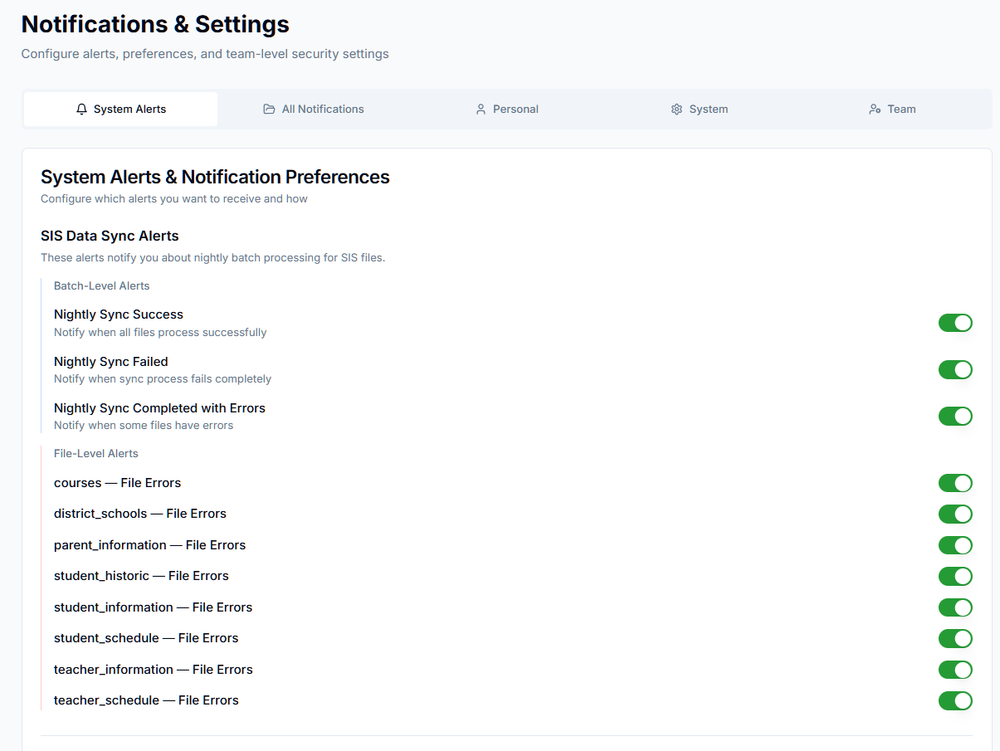 Notifications & Settings
Configure alerts, preferences, and team-level security settings
System Alerts
All Notifications
Personal
System
Team
System Alerts & Notification Preferences
Configure which alerts you want to receive and how
SIS Data Sync Alerts
These alerts notify you about nightly batch processing for SIS files.
Batch-Level Alerts
Nightly Sync Success
Notify when all files process successfully
Nightly Sync Failed
Notify when sync process fails completely
Nightly Sync Completed with Errors
Notify when some files have errors
File-Level Alerts
courses — File Errors
district_schools — File Errors
parent_information — File Errors
student_historic — File Errors
student_information — File Errors
student_schedule — File Errors
teacher_information — File Errors
teacher_schedule — File Errors